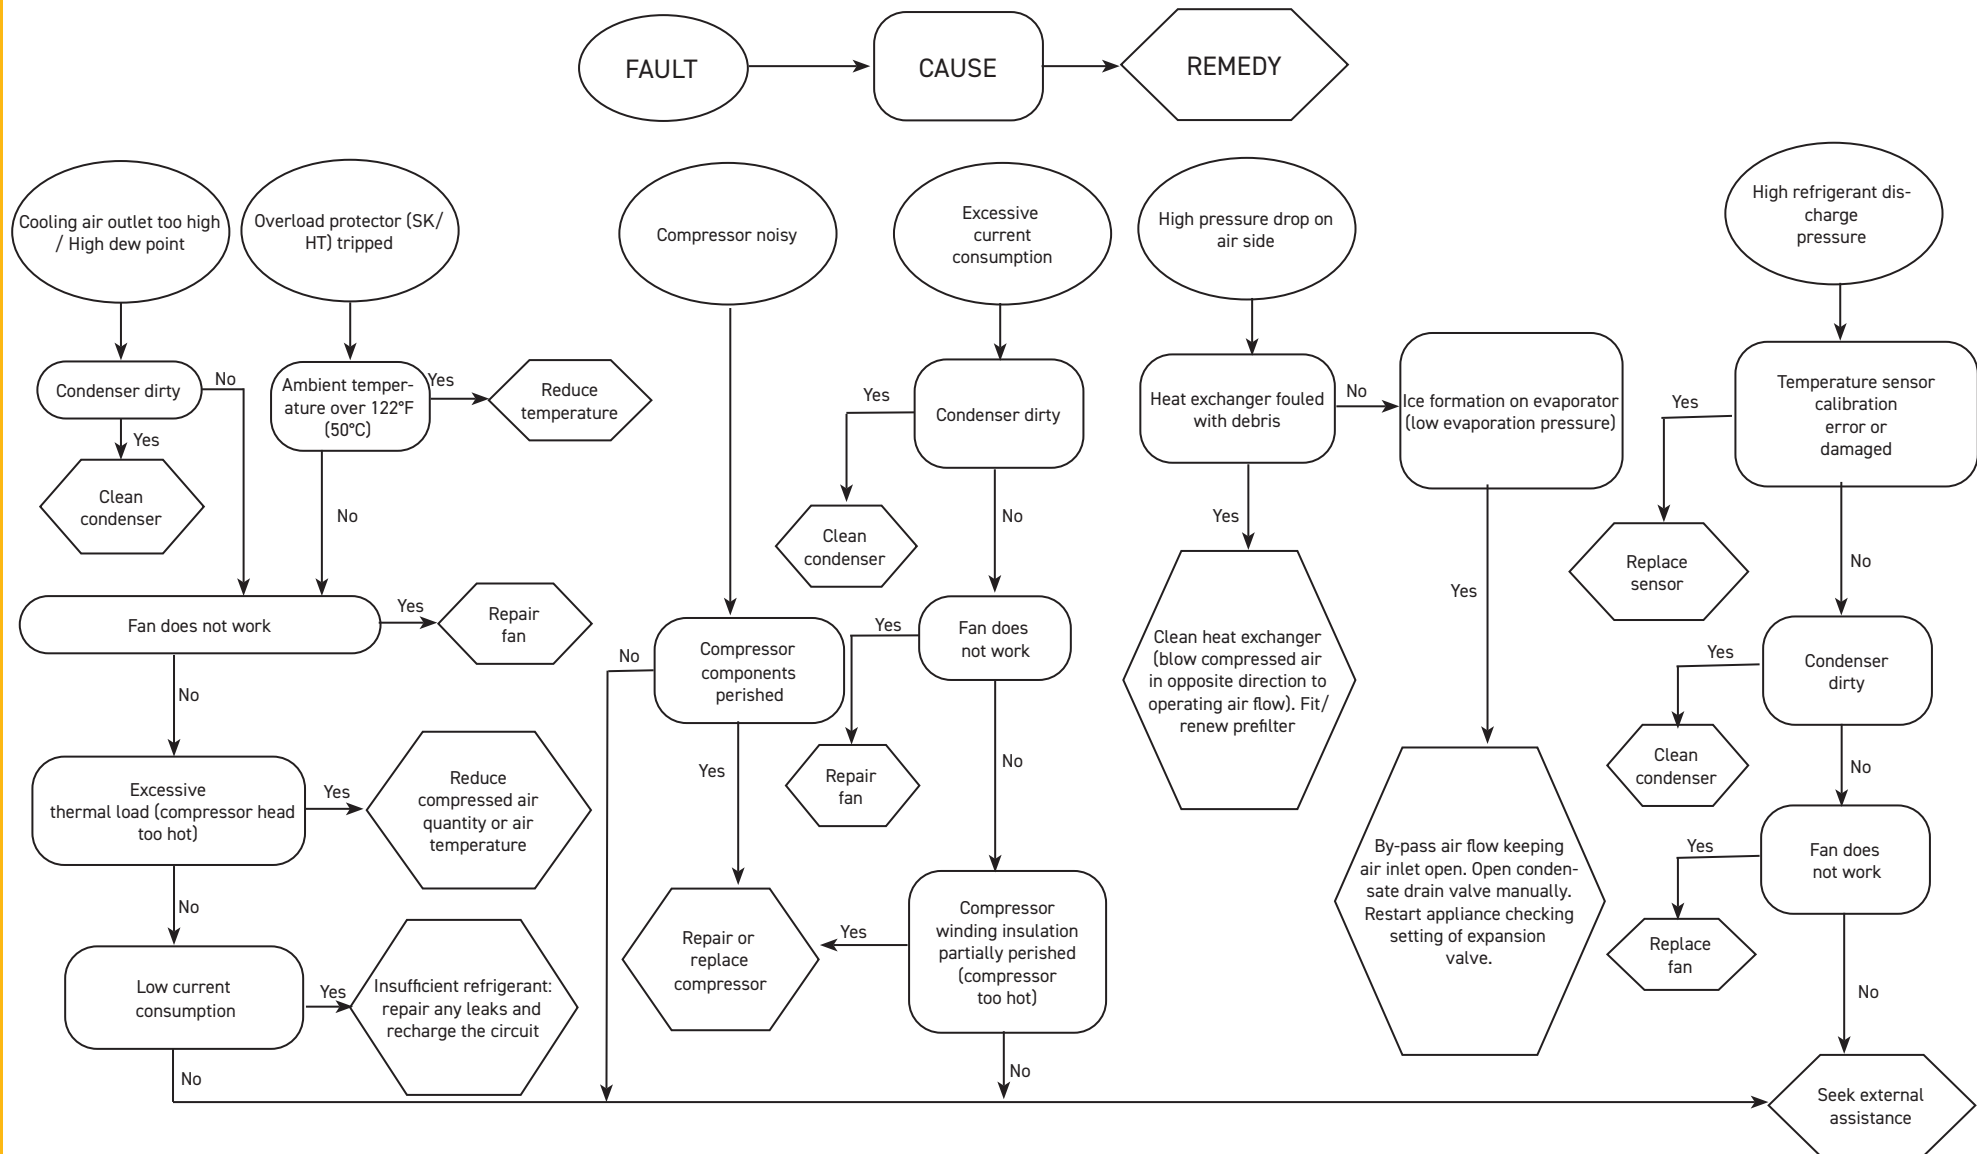 FAULT
CAUSE
REMEDY
Cooling air outlet too high
/ High dew point
Overload protector (SK/
HT) tripped
Compressor noisy
Excessive
current
consumption
High pressure drop on
air side
High refrigerant dis-
charge
pressure
Condenser dirty
No
Yes
Clean
condenser
Ambient temper-
ature over 122°F
(50°C)
Yes
Reduce
temperature
No
Fan does not work
Yes
Repair
fan
No
Excessive
thermal load (compressor head
too hot)
Yes
Reduce
compressed air
quantity or air
temperature
No
Low current
consumption
Yes
Insufficient refrigerant:
repair any leaks and
recharge the circuit
No
Compressor
components
perished
No
Yes
Repair or
replace
compressor
Condenser dirty
Yes
Clean
condenser
No
Fan does
not work
Yes
Repair
fan
No
Compressor
winding insulation
partially perished
(compressor
too hot)
Yes
No
Heat exchanger fouled
with debris
No
Yes
Clean heat exchanger
(blow compressed air
in opposite direction to
operating air flow). Fit/
renew prefilter
Ice formation on evaporator
(low evaporation pressure)
Yes
By-pass air flow keeping
air inlet open. Open conden-
sate drain valve manually.
Restart appliance checking
setting of expansion
valve.
Temperature sensor
calibration
error or
damaged
Yes
Replace
sensor
No
Condenser
dirty
Yes
Clean
condenser
No
Fan does
not work
Yes
Replace
fan
No
Seek external
assistance